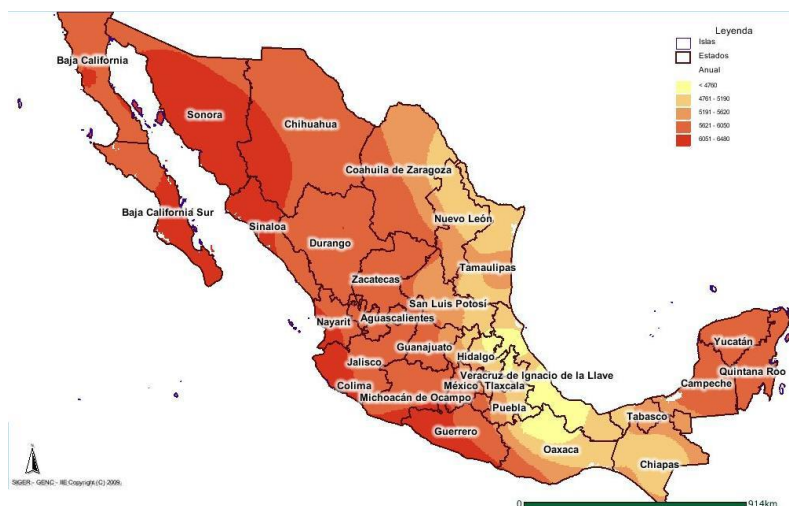 Leyenda
Islas
Estados
Anual
< 4760
4761 - 5190
5191 - 5620
5621 - 6050
6051 - 6480
Baja California
Sonora
Chihuahua
Coahuila de Zaragoza
Baja California Sur
Nuevo León
Sinaloa
Durango
Tamaulipas
Zacatecas
San Luis Potosí
Nayarit
Aguascalientes
Guanajuato
Hidalgo
Yucatán
Jalisco
Veracruz de Ignacio de la Llave
Quintana Roo
Colima
México
Tlaxcala
Campeche
Michoacán de Ocampo
Puebla
Tabasco
Guerrero
Oaxaca
Chiapas
N
SIGER - GENC - IIE Copyright (C) 2009,
0
914km